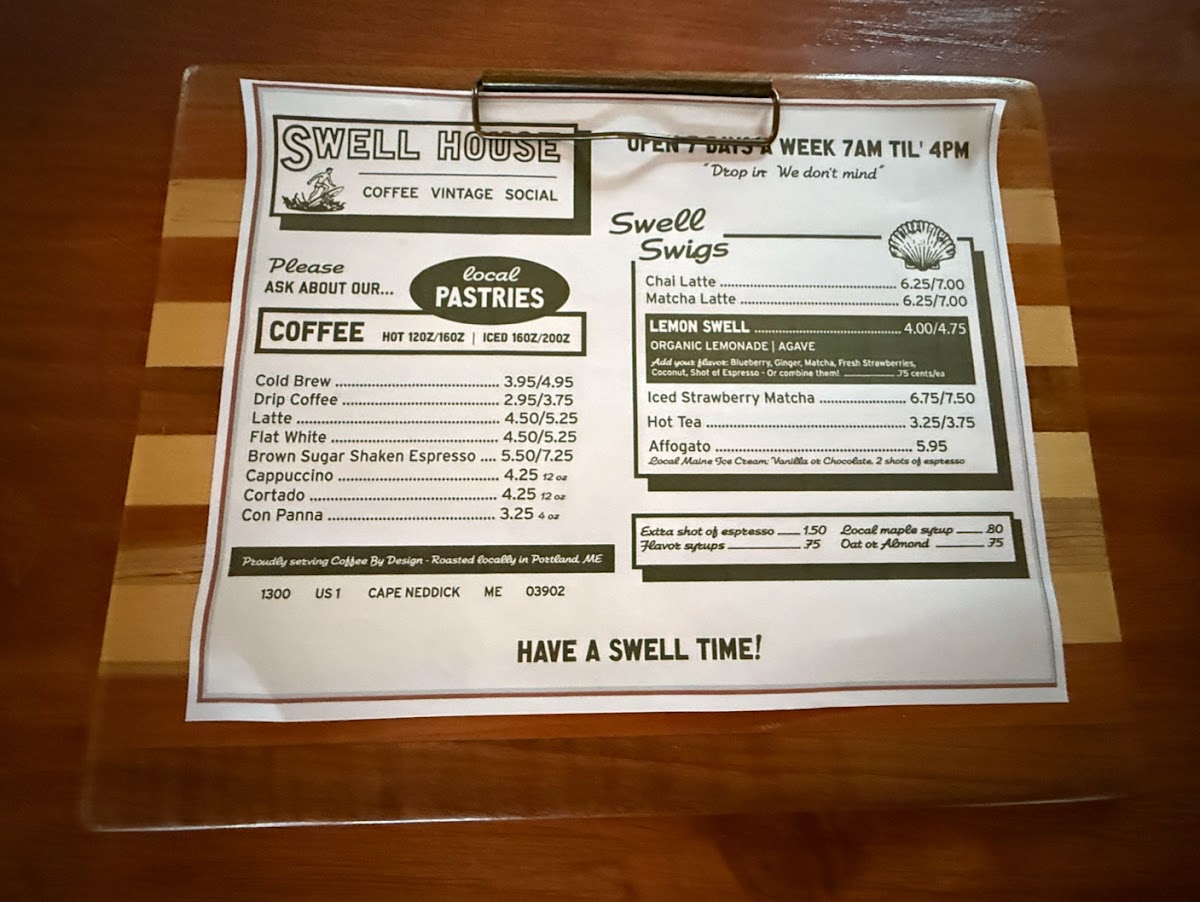 SWELL HOUSE
COFFEE VINTAGE SOCIAL
OPEN 7 DAYS A WEEK 7AM TIL' 4PM
"Drop in We don't mind"
Please
ASK ABOUT OUR...
local
PASTRIES
COFFEE HOT 12OZ/16OZ | ICED 16OZ/20OZ
Cold Brew 3.95/4.95
Drip Coffee 2.95/3.75
Latte 4.50/5.25
Flat White 4.50/5.25
Brown Sugar Shaken Espresso 5.50/7.25
Cappuccino 4.25 12 oz
Cortado 4.25 12 oz
Con Panna 3.25 4 oz
Proudly serving Coffee By Design - Roasted locally in Portland, ME
1300 US 1 CAPE NEDDICK ME 03902
Swell
Swigs
Chai Latte 6.25/7.00
Matcha Latte 6.25/7.00
LEMON SWELL 4.00/4.75
ORGANIC LEMONADE | AGAVE
Add your flavor: Blueberry, Ginger, Matcha, Fresh Strawberries,
Coconut, Shot of Espresso - Or combine them! .75 cents/ea
Iced Strawberry Matcha 6.75/7.50
Hot Tea 3.25/3.75
Affogato 5.95
Local Maine Ice Cream: Vanilla or Chocolate, 2 shots of espresso
Extra shot of espresso 1.50 Local maple syrup .80
Flavor syrups .75 Oat or Almond .75
HAVE A SWELL TIME!